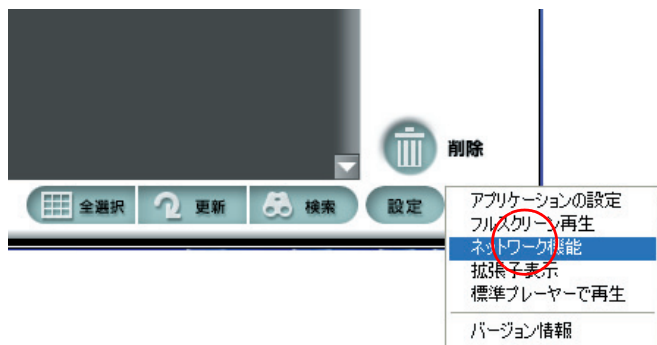 削除
全選択 更新 検索 設定
アプリケーションの設定
フルスクリーン再生
ネットワーク機能
拡張子表示
標準プレーヤーで再生
バージョン情報